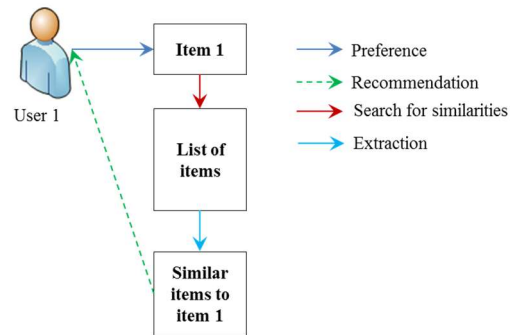 User 1
Item 1
List of
items
Similar
items to
item 1
Preference
Recommendation
Search for similarities
Extraction